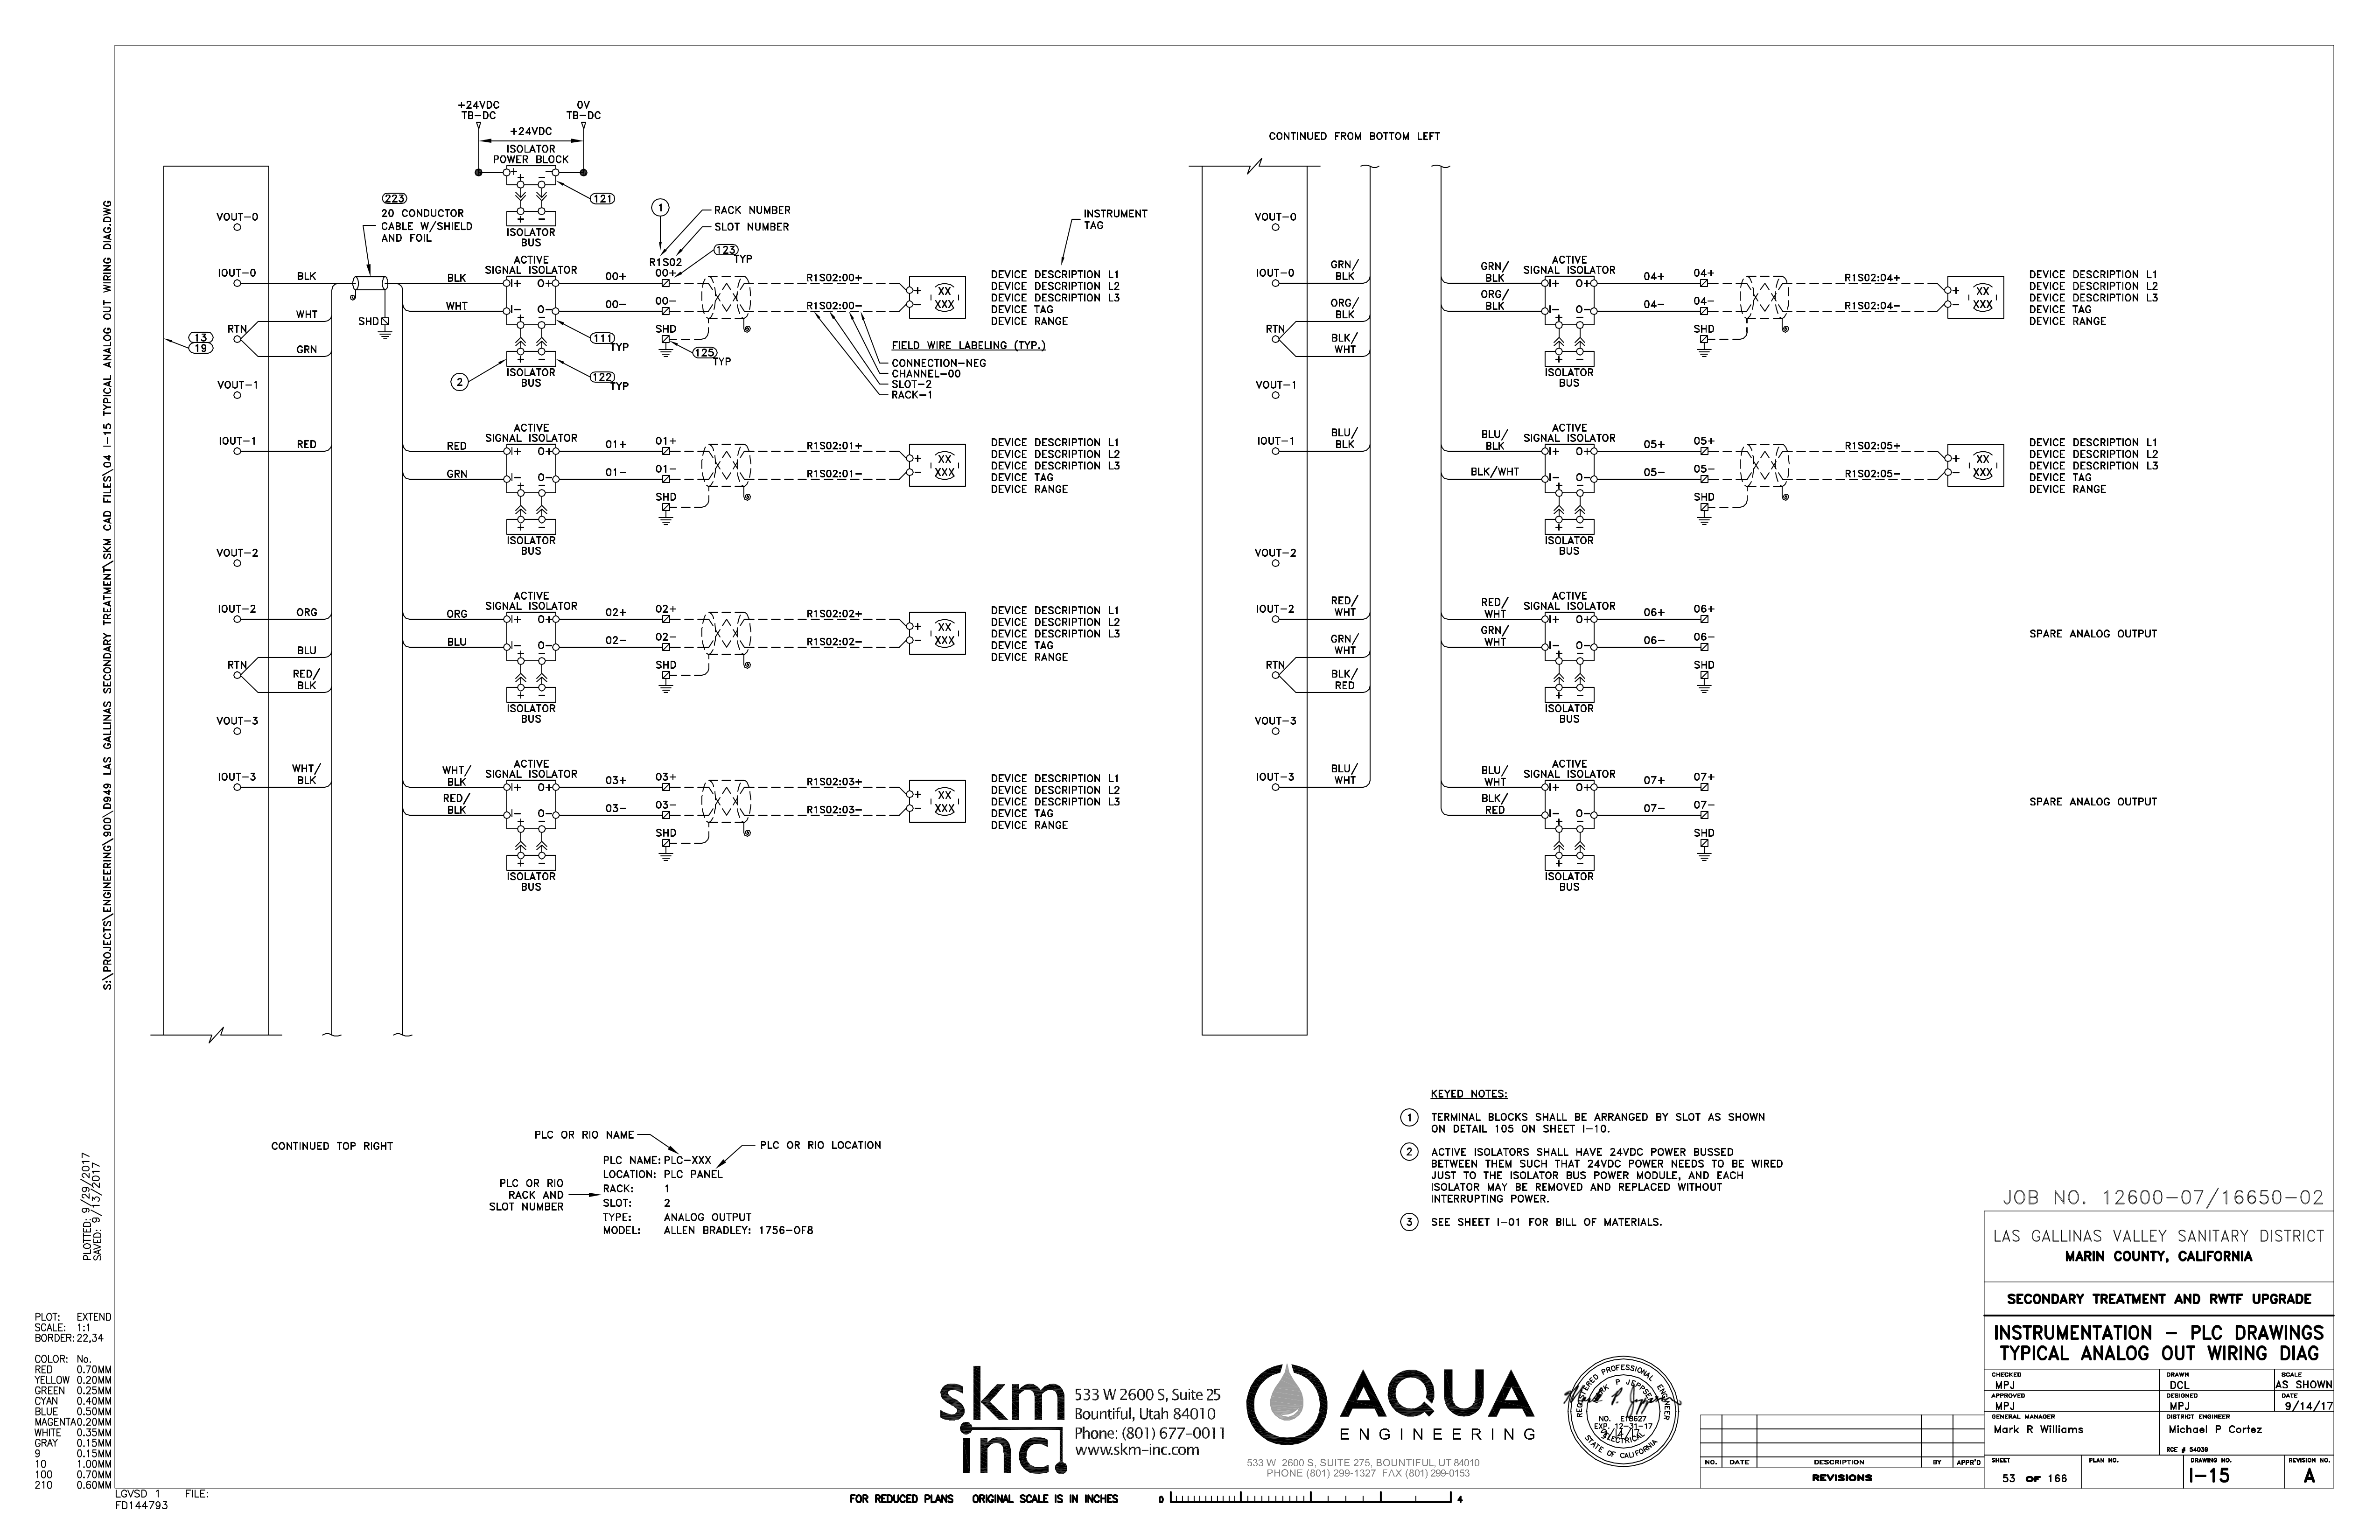 +24VDC
TB-DC
0V
TB-DC
+24VDC
ISOLATOR
POWER BLOCK
+ -
+ -
121
+ -
ISOLATOR
BUS
223
20 CONDUCTOR
CABLE W/SHIELD
AND FOIL
1
RACK NUMBER
SLOT NUMBER
R1S02
123
TYP
INSTRUMENT
TAG
VOUT-0
IOUT-0
BLK
BLK
ACTIVE
SIGNAL ISOLATOR
I+ O+
00+
00+
R1S02:00+
+
XX
XXX
DEVICE DESCRIPTION L1
DEVICE DESCRIPTION L2
DEVICE DESCRIPTION L3
DEVICE TAG
DEVICE RANGE
WHT
RTN
GRN
SHD
WHT
I- O-
00-
00-
R1S02:00-
-
13
19
SHD
111
TYP
125
TYP
2
122
TYP
+ -
+ -
ISOLATOR
BUS
FIELD WIRE LABELING (TYP.)
CONNECTION-NEG
CHANNEL-00
SLOT-2
RACK-1
VOUT-1
IOUT-1
RED
RED
GRN
ACTIVE
SIGNAL ISOLATOR
I+ O+
I- O-
01+
01+
01-
01-
SHD
R1S02:01+
R1S02:01-
+
-
XX
XXX
+ -
+ -
ISOLATOR
BUS
DEVICE DESCRIPTION L1
DEVICE DESCRIPTION L2
DEVICE DESCRIPTION L3
DEVICE TAG
DEVICE RANGE
VOUT-2
IOUT-2
ORG
BLU
RTN
RED/
BLK
ORG
BLU
ACTIVE
SIGNAL ISOLATOR
I+ O+
I- O-
02+
02+
02-
02-
SHD
R1S02:02+
R1S02:02-
+
-
XX
XXX
+ -
+ -
ISOLATOR
BUS
DEVICE DESCRIPTION L1
DEVICE DESCRIPTION L2
DEVICE DESCRIPTION L3
DEVICE TAG
DEVICE RANGE
VOUT-3
IOUT-3
WHT/
BLK
WHT/
BLK
RED/
BLK
ACTIVE
SIGNAL ISOLATOR
I+ O+
I- O-
03+
03+
03-
03-
SHD
R1S02:03+
R1S02:03-
+
-
XX
XXX
+ -
+ -
ISOLATOR
BUS
DEVICE DESCRIPTION L1
DEVICE DESCRIPTION L2
DEVICE DESCRIPTION L3
DEVICE TAG
DEVICE RANGE
CONTINUED FROM BOTTOM LEFT
VOUT-0
IOUT-0
GRN/
BLK
ORG/
BLK
RTN
BLK/
WHT
GRN/
BLK
ORG/
BLK
ACTIVE
SIGNAL ISOLATOR
I+ O+
I- O-
04+
04+
04-
04-
SHD
R1S02:04+
R1S02:04-
+
-
XX
XXX
+ -
+ -
ISOLATOR
BUS
DEVICE DESCRIPTION L1
DEVICE DESCRIPTION L2
DEVICE DESCRIPTION L3
DEVICE TAG
DEVICE RANGE
VOUT-1
IOUT-1
BLU/
BLK
BLU/
BLK
BLK/WHT
ACTIVE
SIGNAL ISOLATOR
I+ O+
I- O-
05+
05+
05-
05-
SHD
R1S02:05+
R1S02:05-
+
-
XX
XXX
+ -
+ -
ISOLATOR
BUS
DEVICE DESCRIPTION L1
DEVICE DESCRIPTION L2
DEVICE DESCRIPTION L3
DEVICE TAG
DEVICE RANGE
VOUT-2
IOUT-2
RED/
WHT
GRN/
WHT
RTN
BLK/
RED
RED/
WHT
GRN/
WHT
ACTIVE
SIGNAL ISOLATOR
I+ O+
I- O-
06+
06+
06-
06-
SHD
+ -
+ -
ISOLATOR
BUS
SPARE ANALOG OUTPUT
VOUT-3
IOUT-3
BLU/
WHT
BLU/
WHT
BLK/
RED
ACTIVE
SIGNAL ISOLATOR
I+ O+
I- O-
07+
07+
07-
07-
SHD
+ -
+ -
ISOLATOR
BUS
SPARE ANALOG OUTPUT
CONTINUED TOP RIGHT
PLC OR RIO NAME
PLC OR RIO LOCATION
PLC OR RIO
RACK AND
SLOT NUMBER
PLC NAME: PLC-XXX
LOCATION: PLC PANEL
RACK: 1
SLOT: 2
TYPE: ANALOG OUTPUT
MODEL: ALLEN BRADLEY: 1756-OF8
KEYED NOTES:
1 TERMINAL BLOCKS SHALL BE ARRANGED BY SLOT AS SHOWN
ON DETAIL 105 ON SHEET I-10.
2 ACTIVE ISOLATORS SHALL HAVE 24VDC POWER BUSSED
BETWEEN THEM SUCH THAT 24VDC POWER NEEDS TO BE WIRED
JUST TO THE ISOLATOR BUS POWER MODULE, AND EACH
ISOLATOR MAY BE REMOVED AND REPLACED WITHOUT
INTERRUPTING POWER.
3 SEE SHEET I-01 FOR BILL OF MATERIALS.
S:\PROJECTS\ENGINEERING\900\D949 LAS GALLINAS SECONDARY TREATMENT\SKM CAD FILES\04 I-15 TYPICAL ANALOG OUT WIRING DIAG.DWG
PLOTTED: 9/29/2017
SAVED: 9/13/2017
PLOT: EXTEND
SCALE: 1:1
BORDER: 22,34
COLOR: No.
RED 0.70MM
YELLOW 0.20MM
GREEN 0.25MM
CYAN 0.40MM
BLUE 0.50MM
MAGENTA0.20MM
WHITE 0.35MM
GRAY 0.15MM
9 0.15MM
10 1.00MM
100 0.70MM
210 0.60MM
LGVSD 1 FILE:
FD144793
skm
inc.
533 W 2600 S, Suite 25
Bountiful, Utah 84010
Phone: (801) 677-0011
www.skm-inc.com
AQUA
ENGINEERING
533 W 2600 S, SUITE 275, BOUNTIFUL, UT 84010
PHONE (801) 299-1327 FAX (801) 299-0153
REGISTERED PROFESSIONAL ENGINEER
MARK P JEPPSEN
NO. E18627
EXP. 12-31-17
9/14/17
ELECTRICAL
STATE OF CALIFORNIA
FOR REDUCED PLANS ORIGINAL SCALE IS IN INCHES 0 4
NO. DATE DESCRIPTION BY APPR'D
REVISIONS
JOB NO. 12600-07/16650-02
LAS GALLINAS VALLEY SANITARY DISTRICT
MARIN COUNTY, CALIFORNIA
SECONDARY TREATMENT AND RWTF UPGRADE
INSTRUMENTATION - PLC DRAWINGS
TYPICAL ANALOG OUT WIRING DIAG
CHECKED DRAWN SCALE
MPJ DCL AS SHOWN
APPROVED DESIGNED DATE
MPJ MPJ 9/14/17
GENERAL MANAGER DISTRICT ENGINEER
Mark R Williams Michael P Cortez
RCE # 54038
SHEET PLAN NO. DRAWING NO. REVISION NO.
53 OF 166 I-15 A